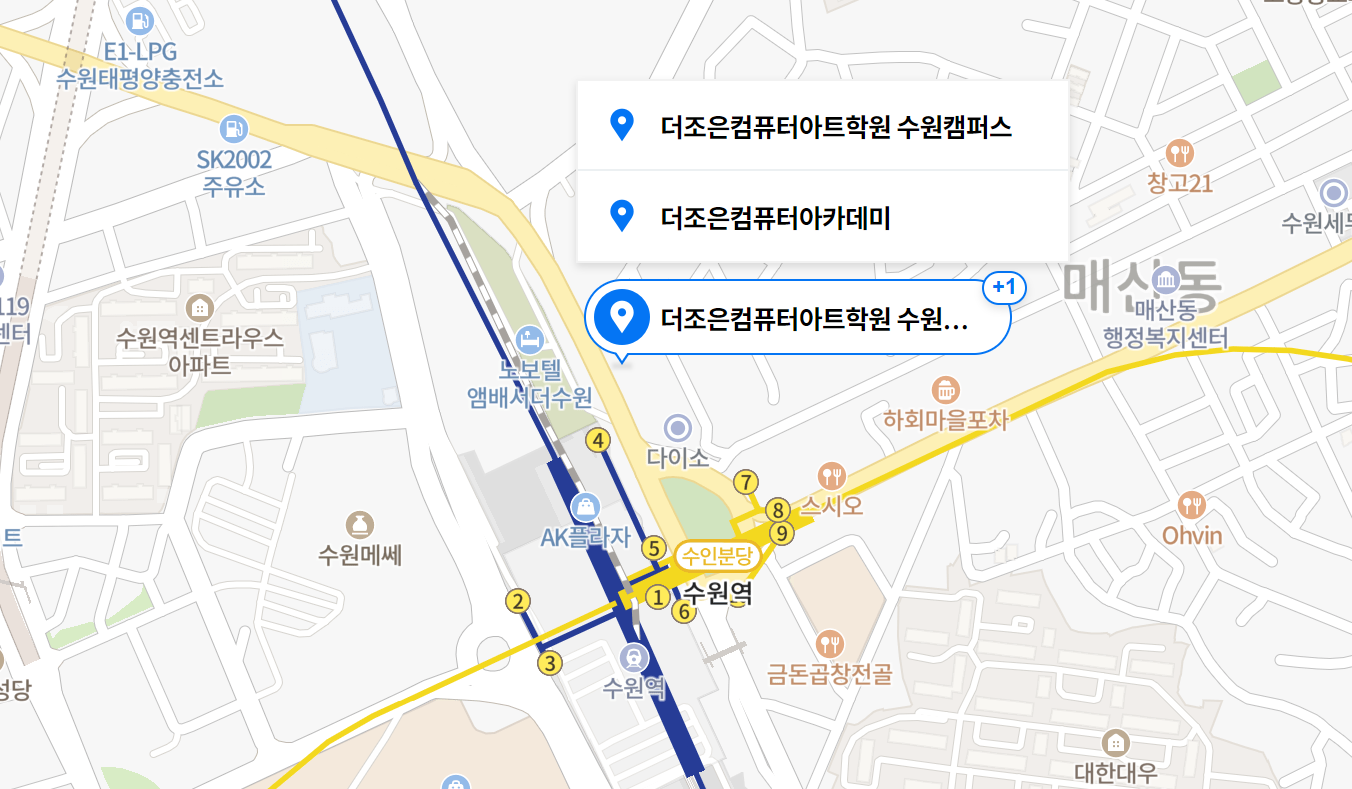 E1-LPG
수원태평양충전소
SK2002
주유소
더조은컴퓨터아트학원 수원캠퍼스
더조은컴퓨터아카데미
창고21
+1
더조은컴퓨터아트학원 수원...
매산동
매산동
행정복지센터
119
센터
수원역센트라우스
아파트
노보텔
앰배서더수원
하회마을포차
4
다이소
7
스시오
8
9
Ohvin
AK플라자
수원메쎄
트
5
수인분당
수원역
1
6
2
3
수원역
금돈곱창전골
성당
대한대우